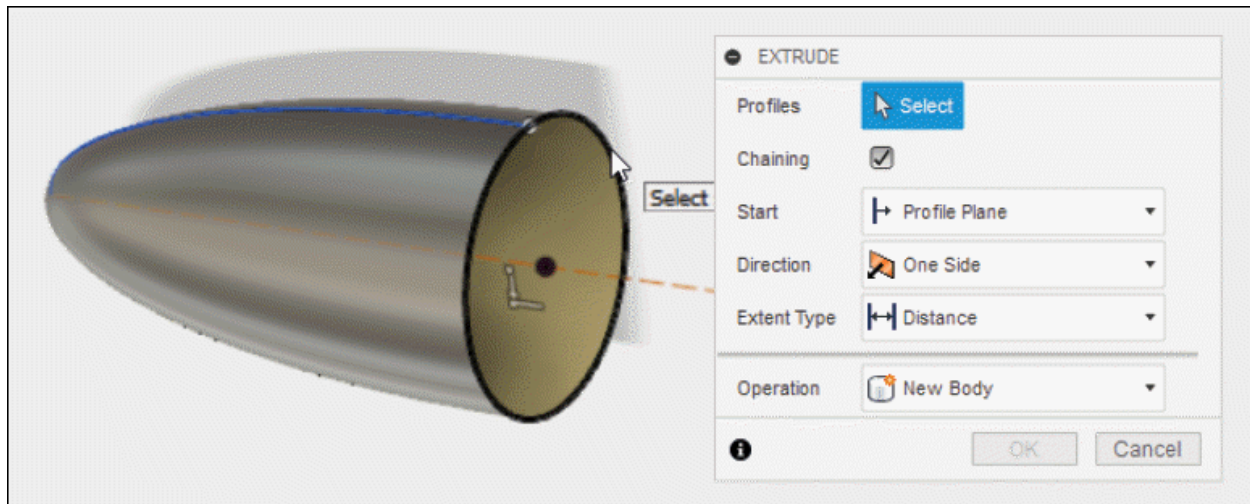 EXTRUDE
Profiles
Select
Chaining
Select
Start
Profile Plane
Direction
One Side
Extent Type
Distance
Operation
New Body
OK
Cancel